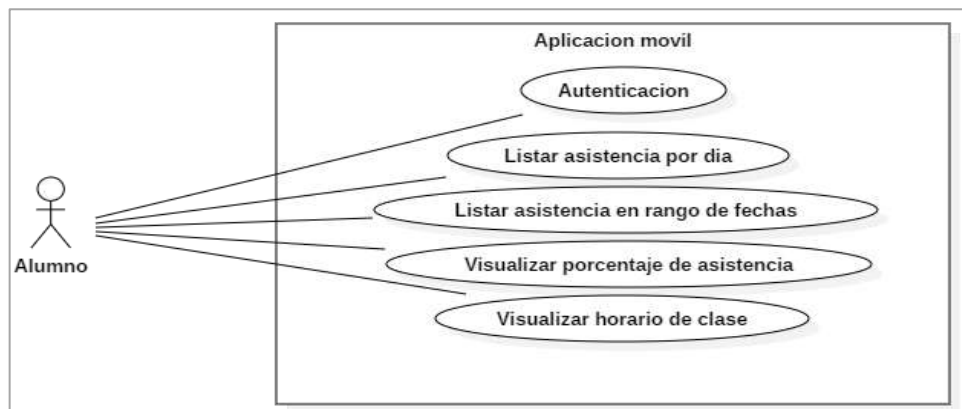 Aplicacion movil
Autenticacion
Listar asistencia por dia
Listar asistencia en rango de fechas
Visualizar porcentaje de asistencia
Visualizar horario de clase
Alumno